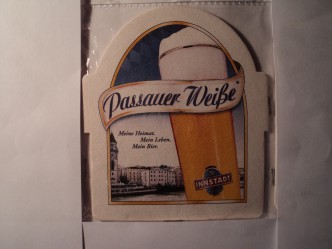 Passauer Weiße
Meine Heimat.
Mein Leben.
Mein Bier.
INNSTADT